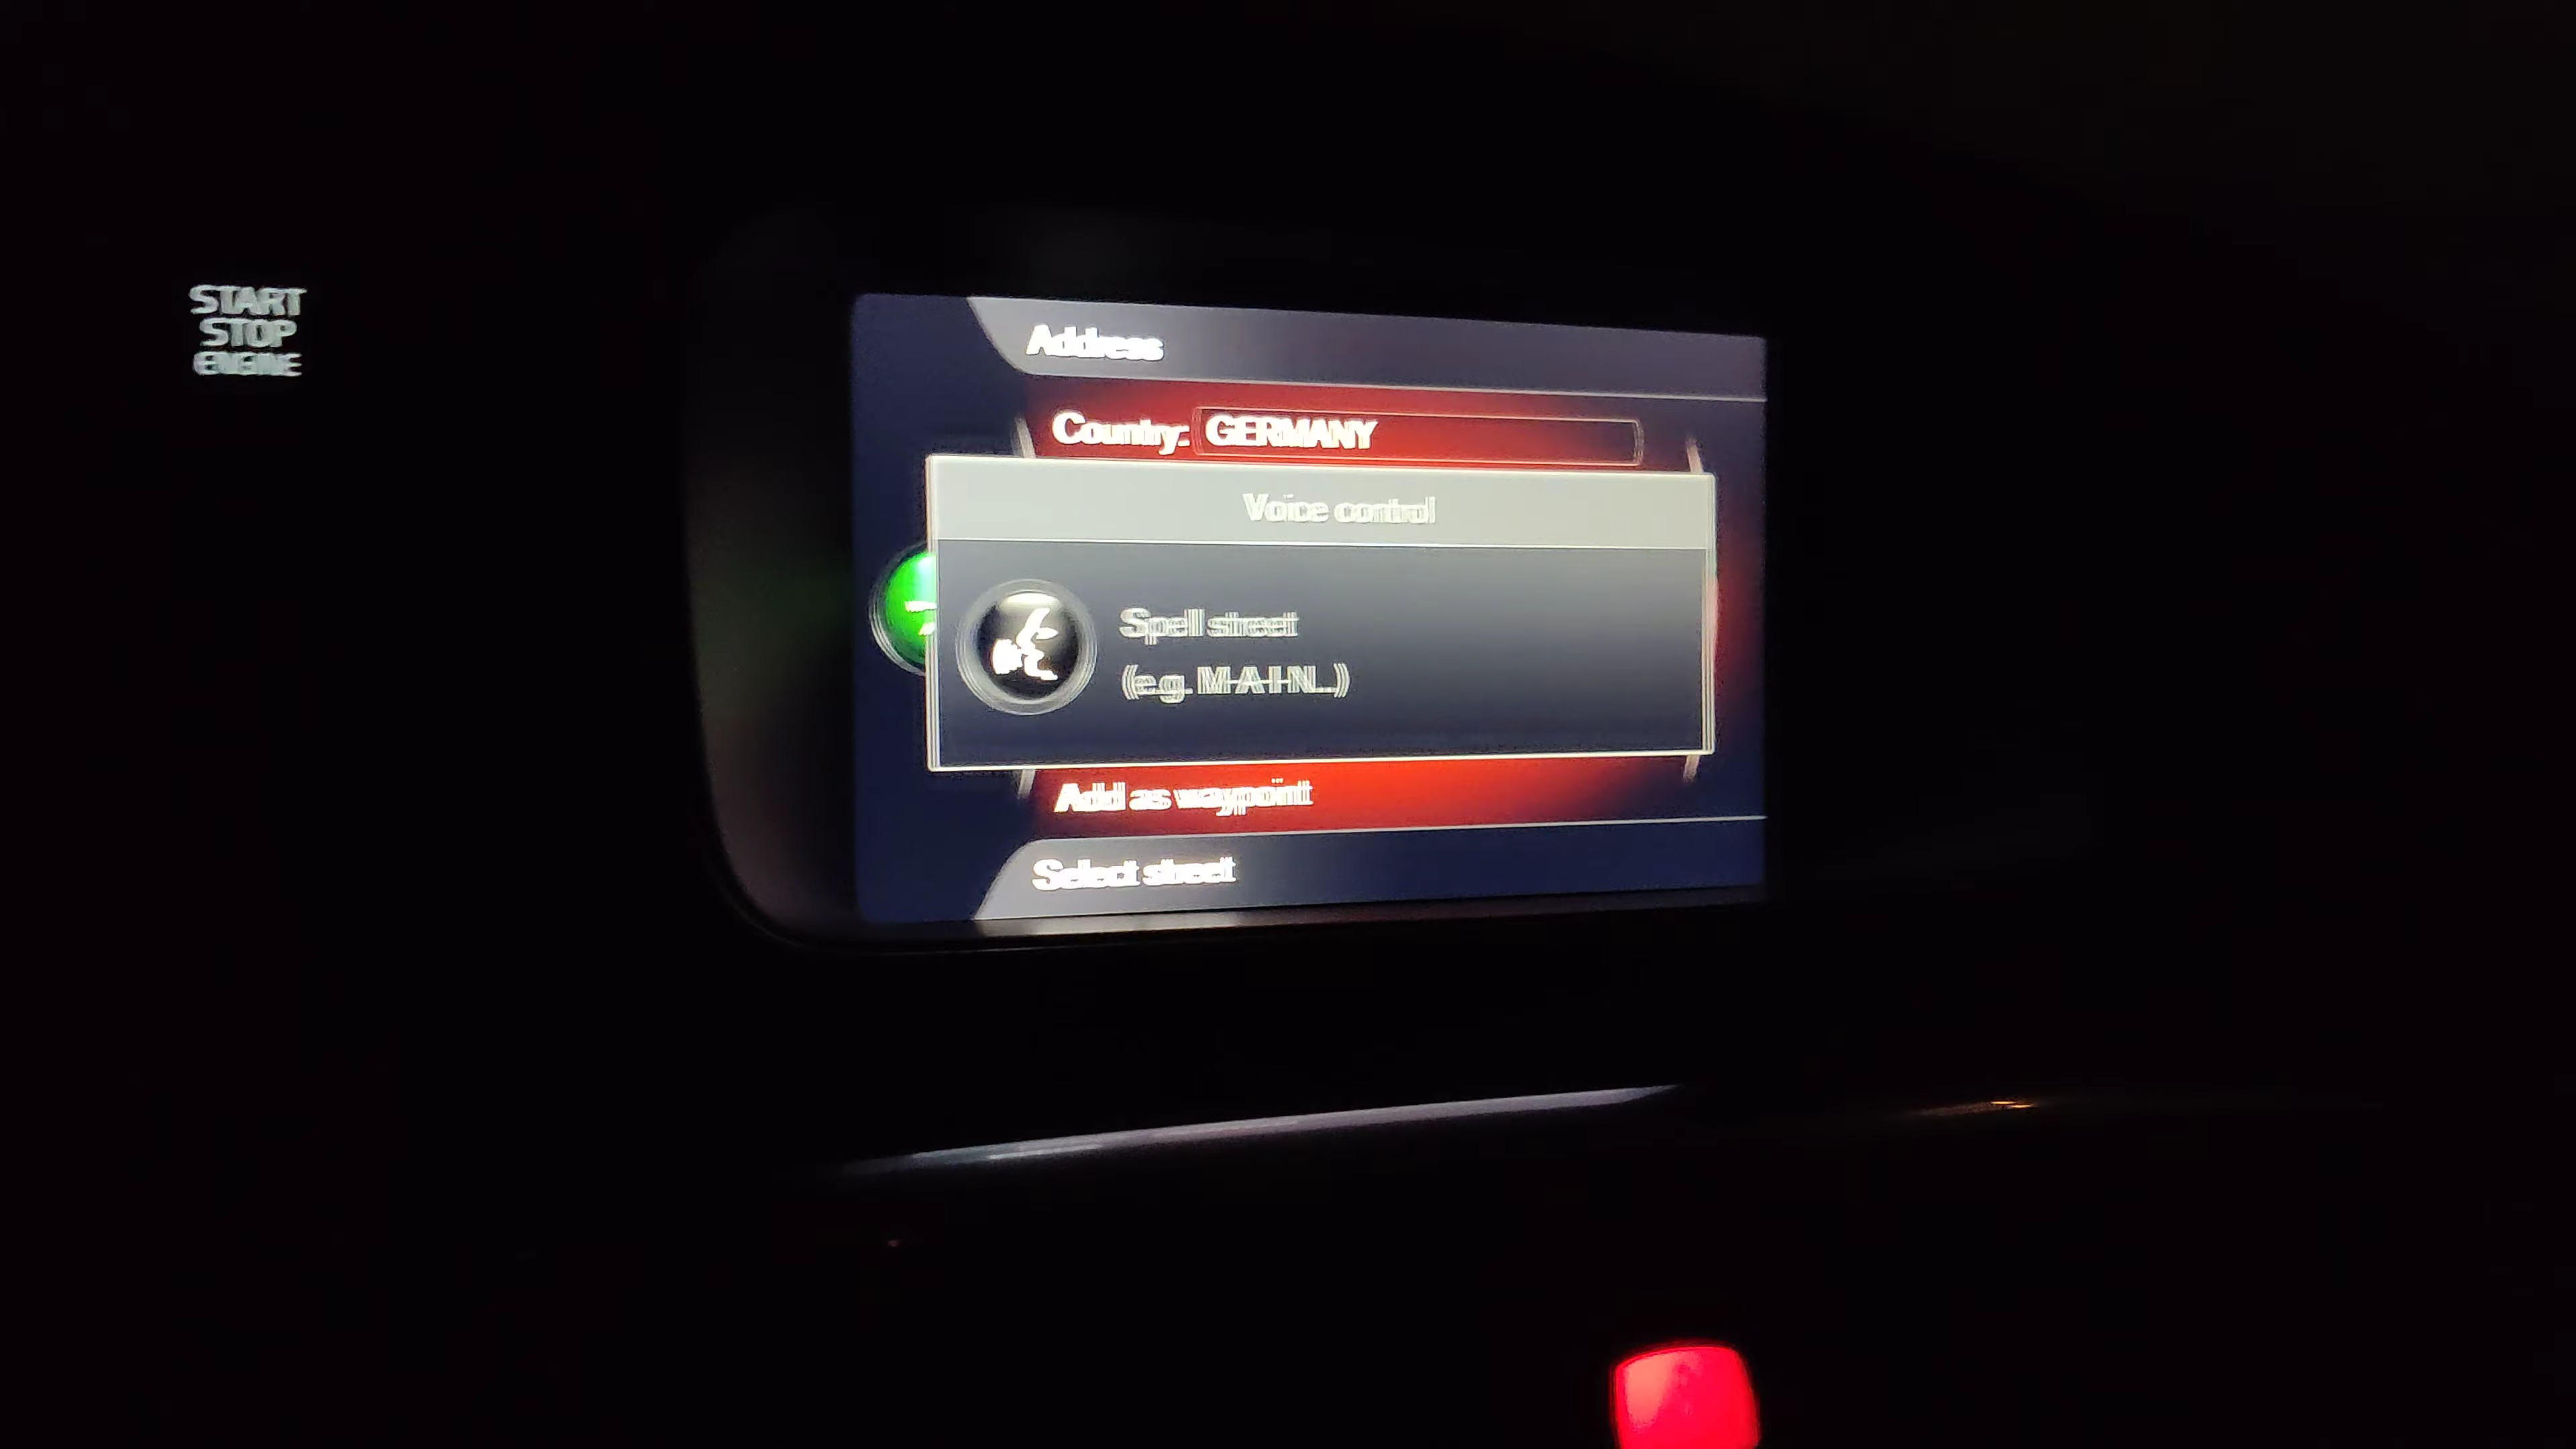 START
STOP
ENGINE
Address
Country: GERMANY
Voice control
Spell street
(e.g. M-A-I-N...)
Add as waypoint
Select street